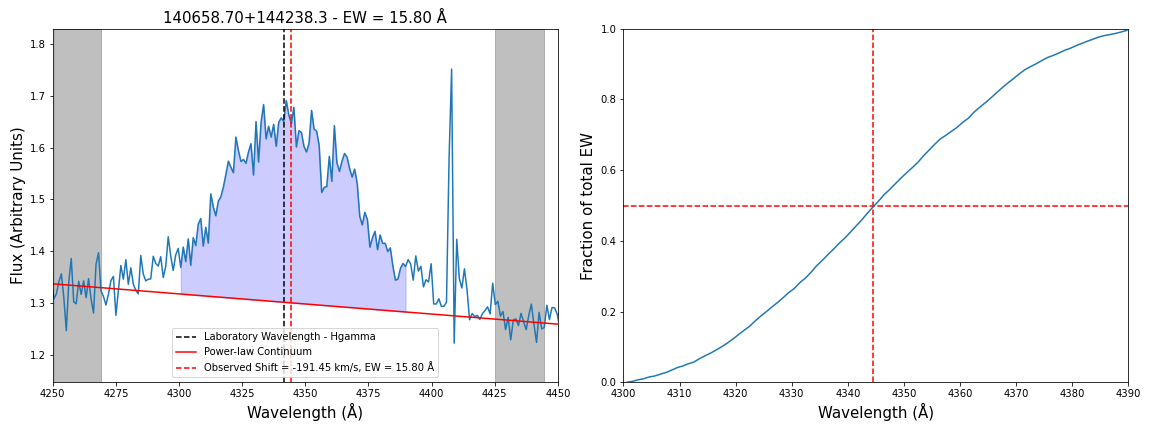 140658.70+144238.3 - EW = 15.80 Å
Flux (Arbitrary Units)
1.8
1.7
1.6
1.5
1.4
1.3
1.2
Laboratory Wavelength - Hgamma
Power-law Continuum
Observed Shift = -191.45 km/s, EW = 15.80 Å
4250 4275 4300 4325 4350 4375 4400 4425 4450
Wavelength (Å)
Fraction of total EW
1.0
0.8
0.6
0.4
0.2
0.0
4300 4310 4320 4330 4340 4350 4360 4370 4380 4390
Wavelength (Å)